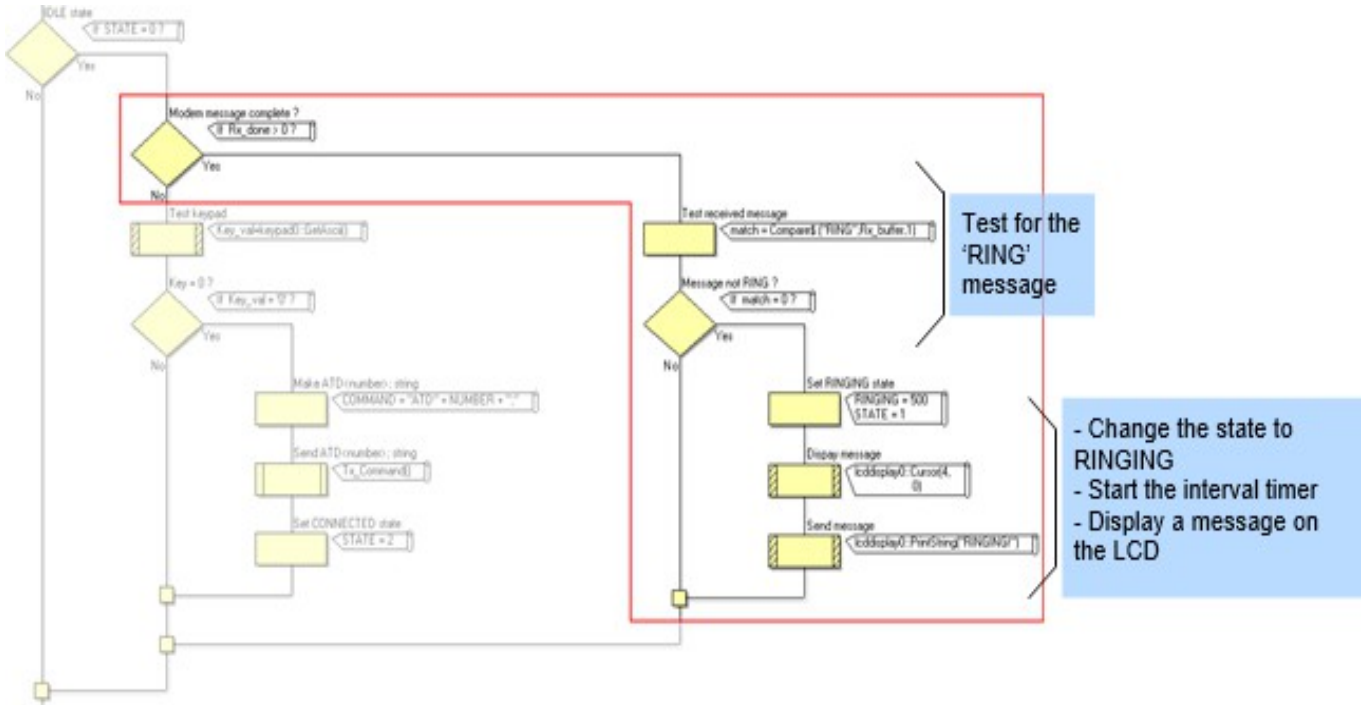 IDLE state
If STATE = 0 ?
Yes
No
Modem message complete ?
If Rx_done > 0 ?
Yes
No
Test keypad
Key_val=keypad0::GetAscii()
Key = 0 ?
If Key_val = '0' ?
Yes
No
Make ATD<number>; string
COMMAND = "ATD" + NUMBER + ";"
Send ATD<number>; string
Tx_Command()
Set CONNECTED state
STATE = 2
Test received message
match = Compare$ ("RING",Rx_buffer,1)
Message not RING ?
If match = 0 ?
Yes
No
Set RINGING state
RINGING = 500
STATE = 1
Dispay message
lcddisplay0::Cursor(4,
0)
Send message
lcddisplay0::PrintString("RINGING!")
Test for the
‘RING’
message
- Change the state to
RINGING
- Start the interval timer
- Display a message on
the LCD